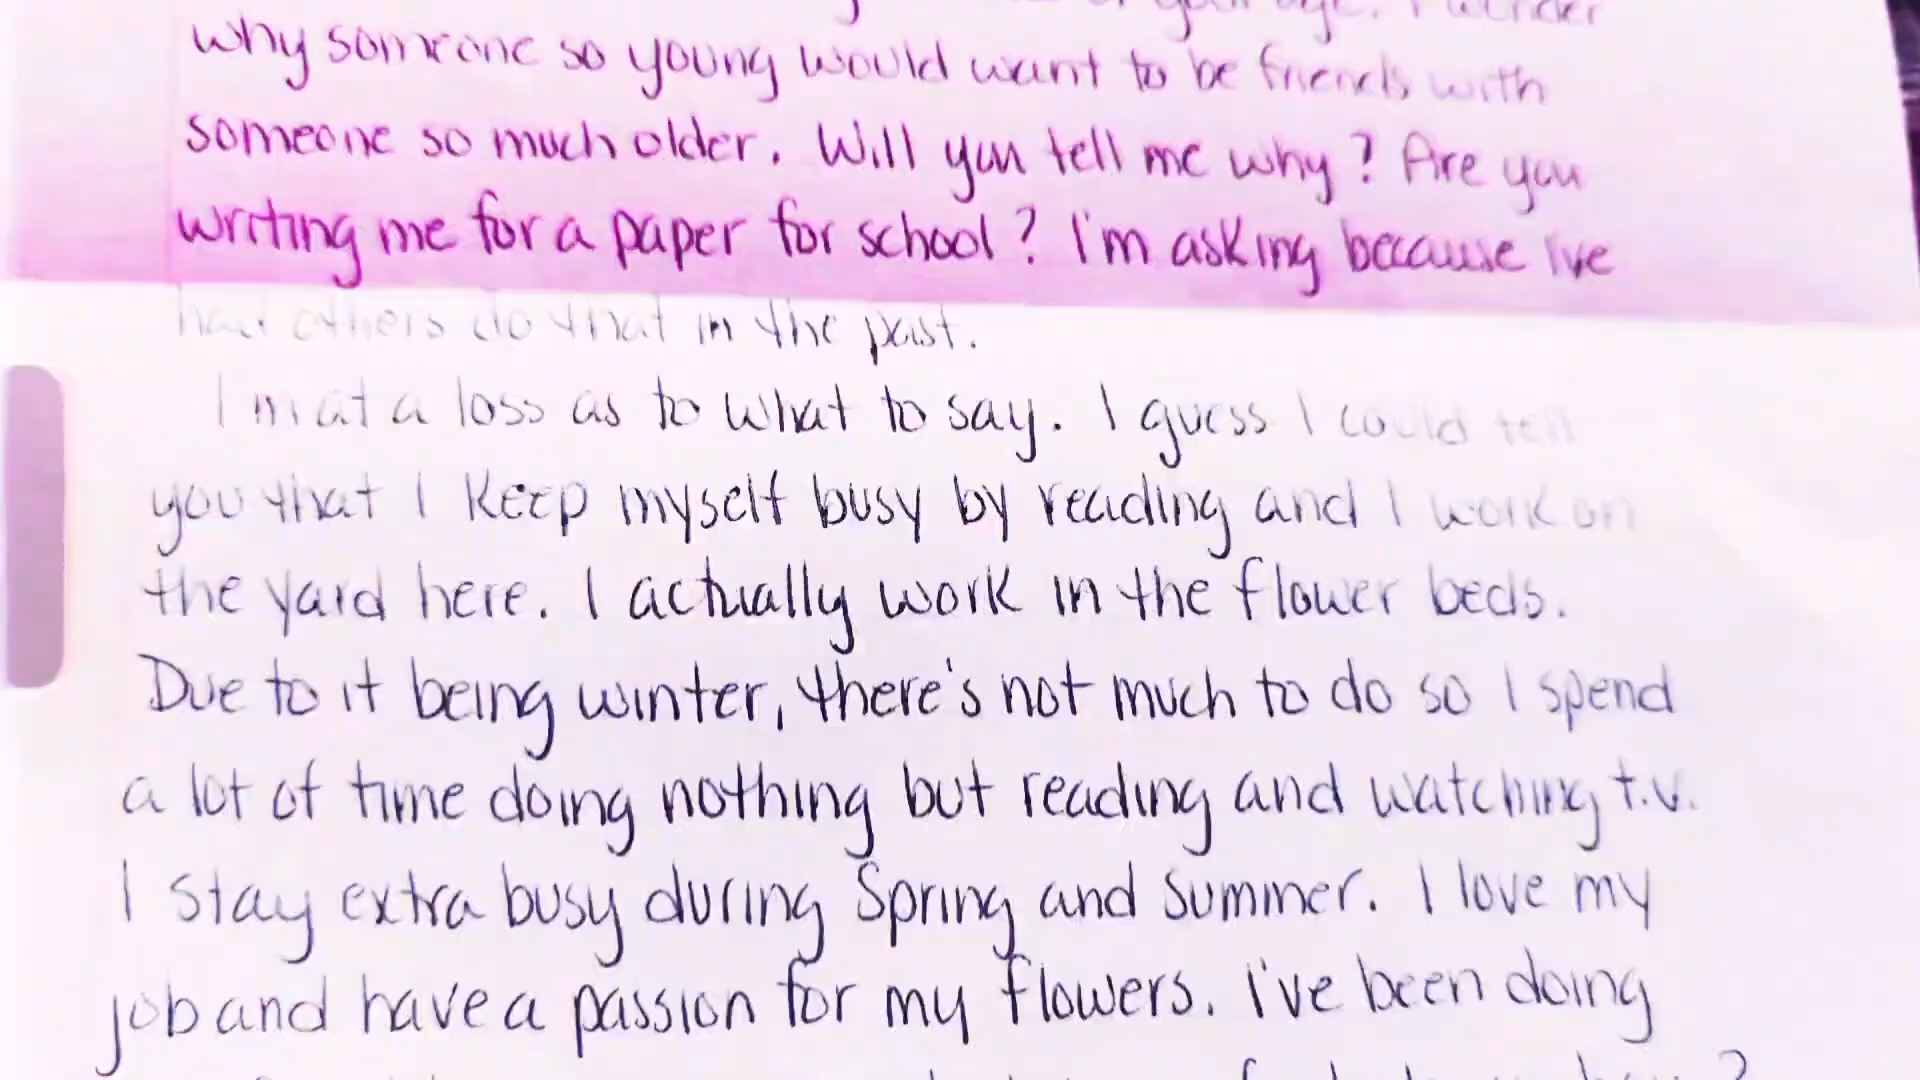 your age. I wonder
why someone so young would want to be friends with
someone so much older. Will you tell me why? Are you
writing me for a paper for school? I'm asking because I've
had others do that in the past.
I'm at a loss as to what to say. I guess I could tell
you that I keep myself busy by reading and I work on
the yard here. I actually work in the flower beds.
Due to it being winter, there's not much to do so I spend
a lot of time doing nothing but reading and watching t.v.
I stay extra busy during Spring and Summer. I love my
job and have a passion for my flowers. I've been doing